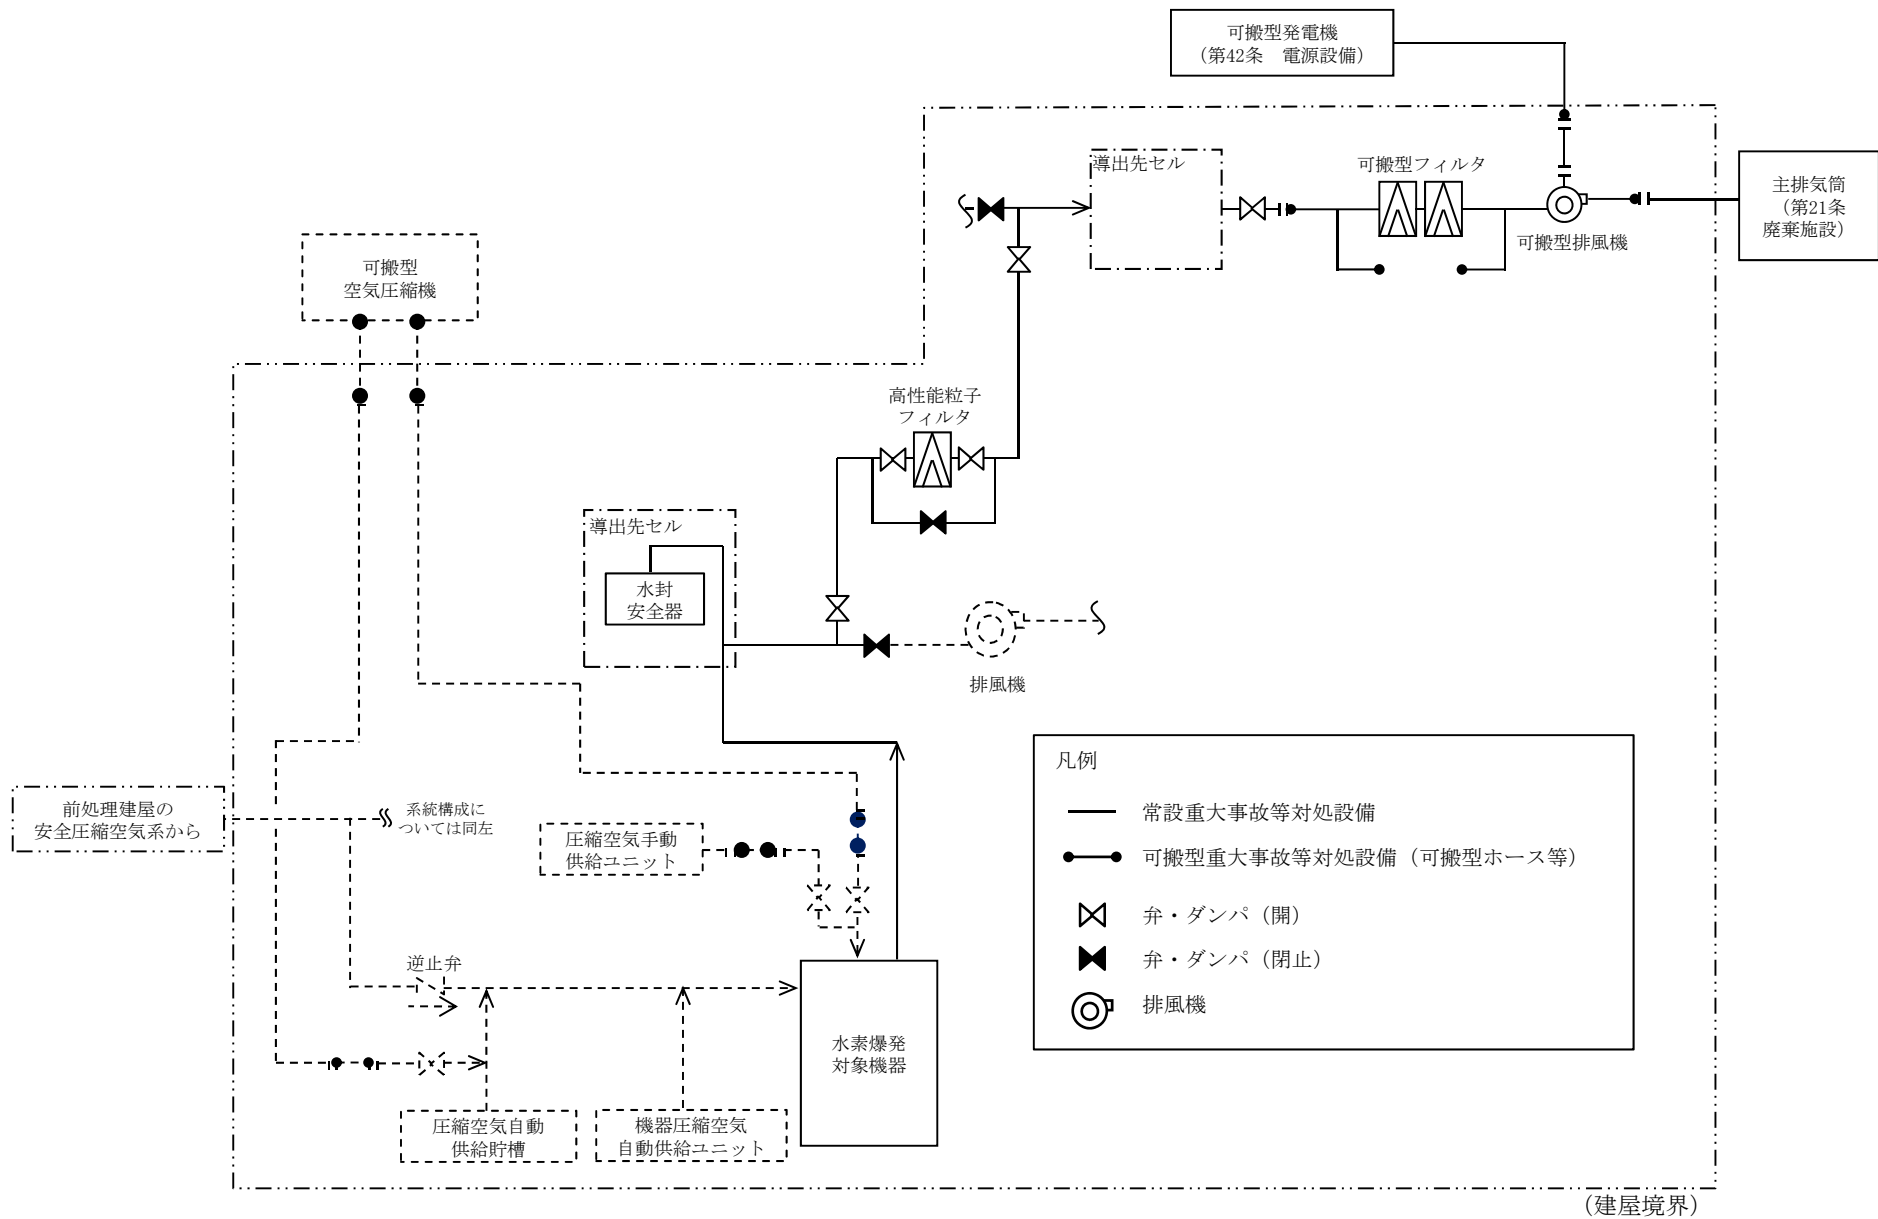 可搬型発電機
（第42条　電源設備）
導出先セル
可搬型フィルタ
主排気筒
（第21条
廃棄施設）
可搬型排風機
可搬型
空気圧縮機
高性能粒子
フィルタ
導出先セル
水封
安全器
排風機
前処理建屋の
安全圧縮空気系から
系統構成に
ついては同左
圧縮空気手動
供給ユニット
逆止弁
水素爆発
対象機器
圧縮空気自動
供給貯槽
機器圧縮空気
自動供給ユニット
凡例
常設重大事故等対処設備
可搬型重大事故等対処設備（可搬型ホース等）
弁・ダンパ（開）
弁・ダンパ（閉止）
排風機
（建屋境界）